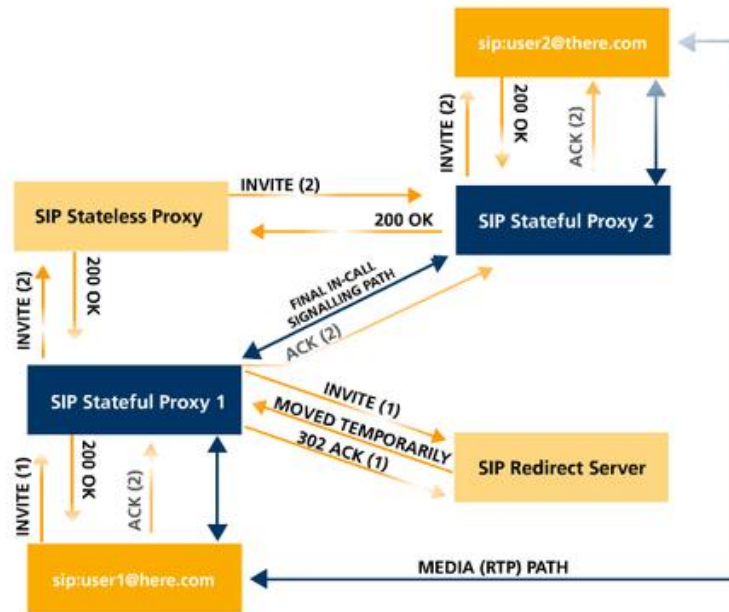 sip:user2@there.com
INVITE (2)
200 OK
ACK (2)
SIP Stateless Proxy
INVITE (2)
200 OK
SIP Stateful Proxy 2
INVITE (2)
200 OK
FINAL IN-CALL
SIGNALLING PATH
ACK (2)
SIP Stateful Proxy 1
INVITE (1)
MOVED TEMPORARILY
302 ACK (1)
SIP Redirect Server
INVITE (1)
200 OK
ACK (2)
sip:user1@here.com
MEDIA (RTP) PATH